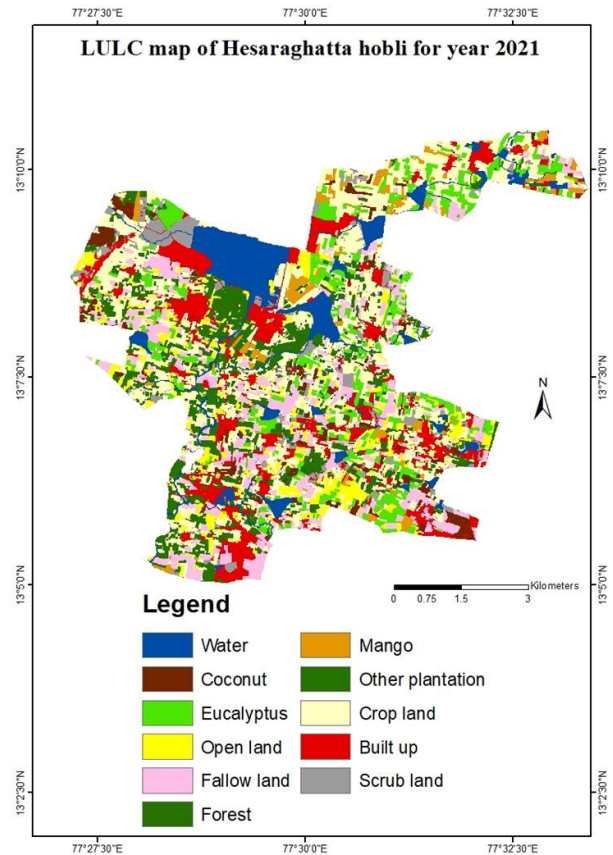 77°27'30"E 77°30'0"E 77°32'30"E
LULC map of Hesaraghatta hobli for year 2021
13°10'0"N 13°10'0"N
13°7'30"N 13°7'30"N
N
13°5'0"N 13°5'0"N
Kilometers
0 0.75 1.5 3
Legend
Water Mango
Coconut Other plantation
Eucalyptus Crop land
Open land Built up
Fallow land Scrub land
Forest
13°2'30"N 13°2'30"N
77°27'30"E 77°30'0"E 77°32'30"E